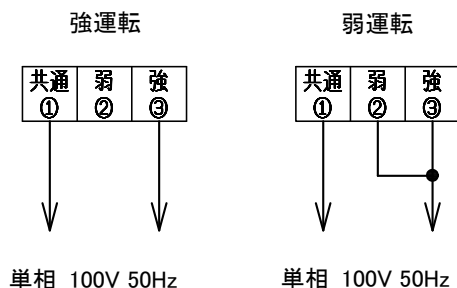 強運転
共通 弱 強
① ② ③
単相 100V 50Hz
弱運転
共通 弱 強
① ② ③
単相 100V 50Hz